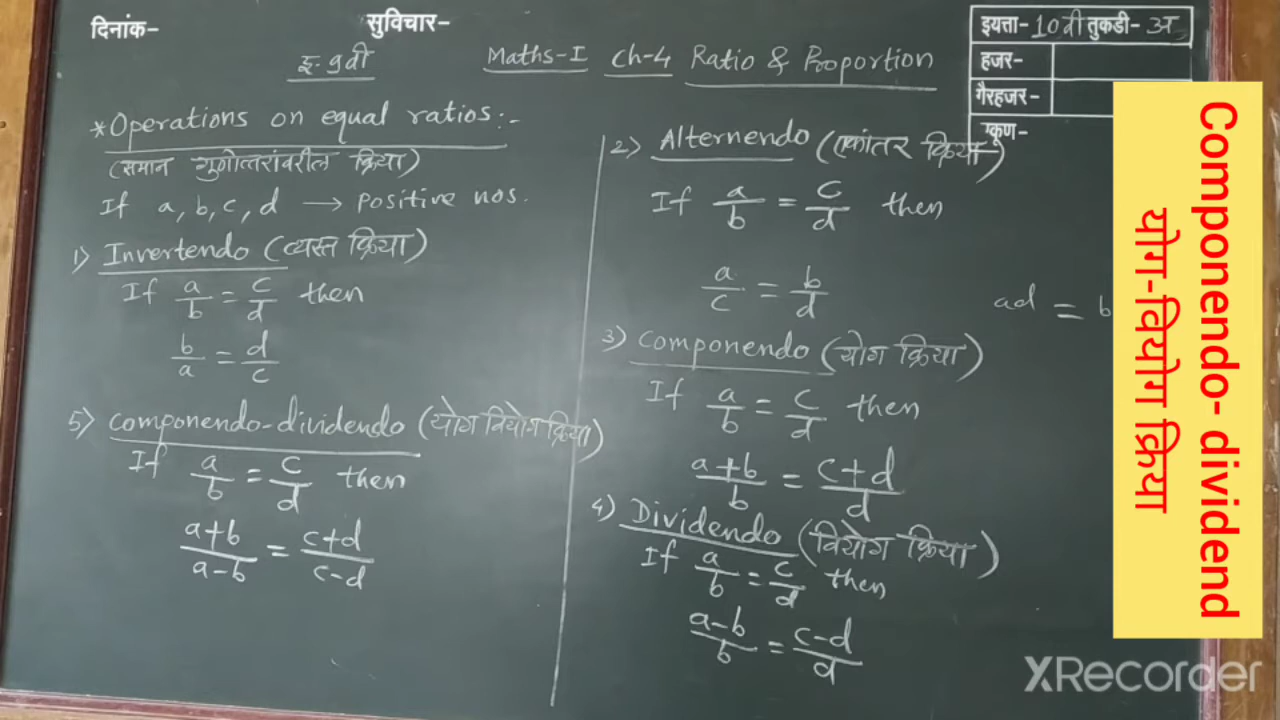 दिनांक-
सुविचार-
इयत्ता- 10 वी तुकडी- अ
हजर-
गैरहजर-
एकूण-
इ. 9वी Maths-I Ch-4 Ratio & Proportion
* Operations on equal ratios:-
(समान गुणोत्तरांवरील क्रिया)
If a, b, c, d → positive nos.
1) Invertendo (व्यस्त क्रिया)
If a/b = c/d then
b/a = d/c
5) componendo-dividendo (योग वियोग क्रिया)
If a/b = c/d then
a+b/a-b = c+d/c-d
2) Alternendo (एकांतर क्रिया)
If a/b = c/d then
a/c = b/d
ad = b
3) Componendo (योग क्रिया)
If a/b = c/d then
a+b/b = c+d/d
4) Dividendo (वियोग क्रिया)
If a/b = c/d then
a-b/b = c-d/d
Componendo- dividend
योग-वियोग क्रिया
XRecorder